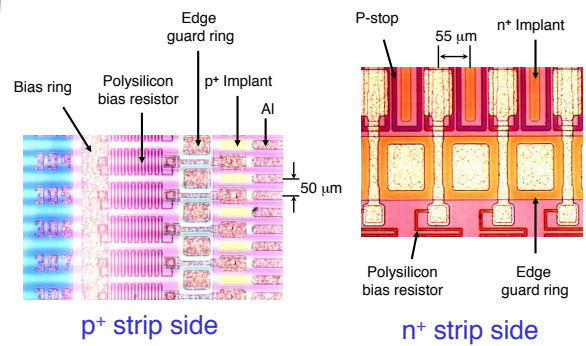 Edge
guard ring
Polysilicon
bias resistor
Bias ring
p⁺ Implant
Al
50 μm
p⁺ strip side
P-stop
55 μm
n⁺ Implant
Polysilicon
bias resistor
Edge
guard ring
n⁺ strip side